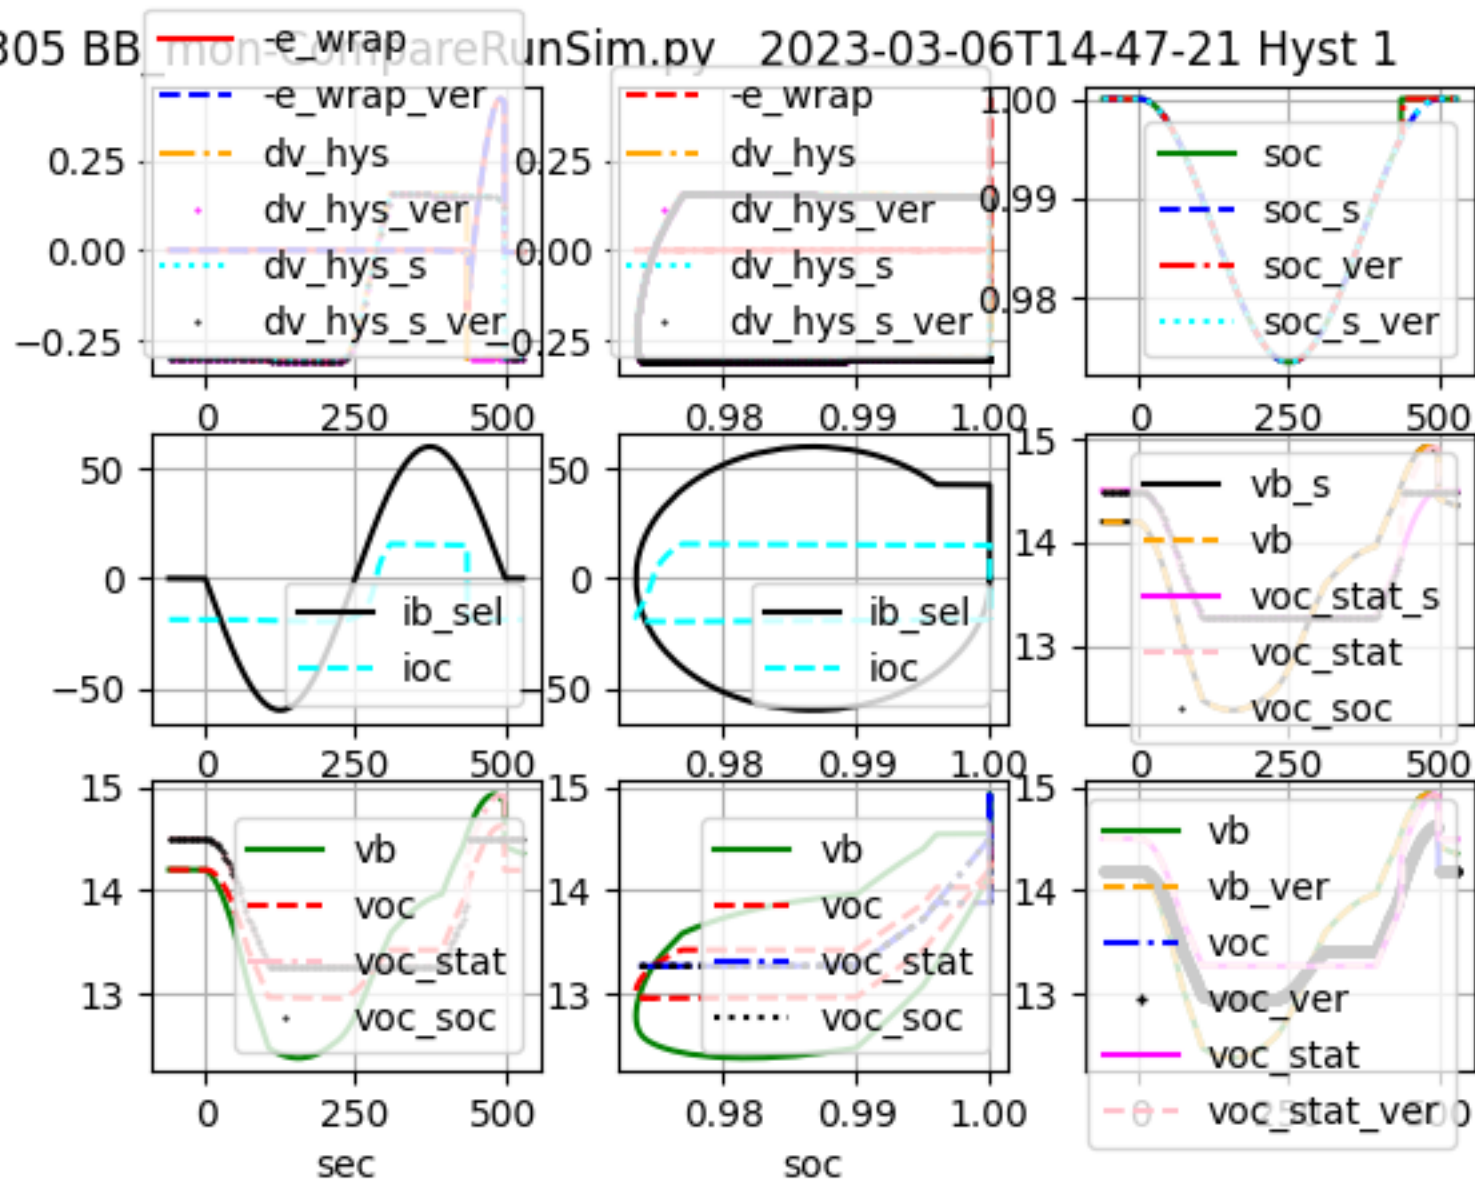 305 BB_mon-CompareRunSim.py 2023-03-06T14-47-21 Hyst 1
-e_wrap
-e_wrap_ver
dv_hys
dv_hys_ver
dv_hys_s
dv_hys_s_ver
0.25
0.00
−0.25
0 250 500
-e_wrap
dv_hys
dv_hys_ver
dv_hys_s
dv_hys_s_ver
0.25
0.00
−0.25
0.98 0.99 1.00
soc
soc_s
soc_ver
soc_s_ver
1.00
0.99
0.98
0 250 500
50
0
−50
ib_sel
ioc
0 250 500
50
0
−50
ib_sel
ioc
0.98 0.99 1.00
15
14
13
vb_s
vb
voc_stat_s
voc_stat
voc_soc
0 250 500
15
14
13
vb
voc
voc_stat
voc_soc
0 250 500
sec
15
14
13
vb
voc
voc_stat
voc_soc
0.98 0.99 1.00
soc
15
14
13
vb
vb_ver
voc
voc_ver
voc_stat
voc_stat_ver
0 250 500